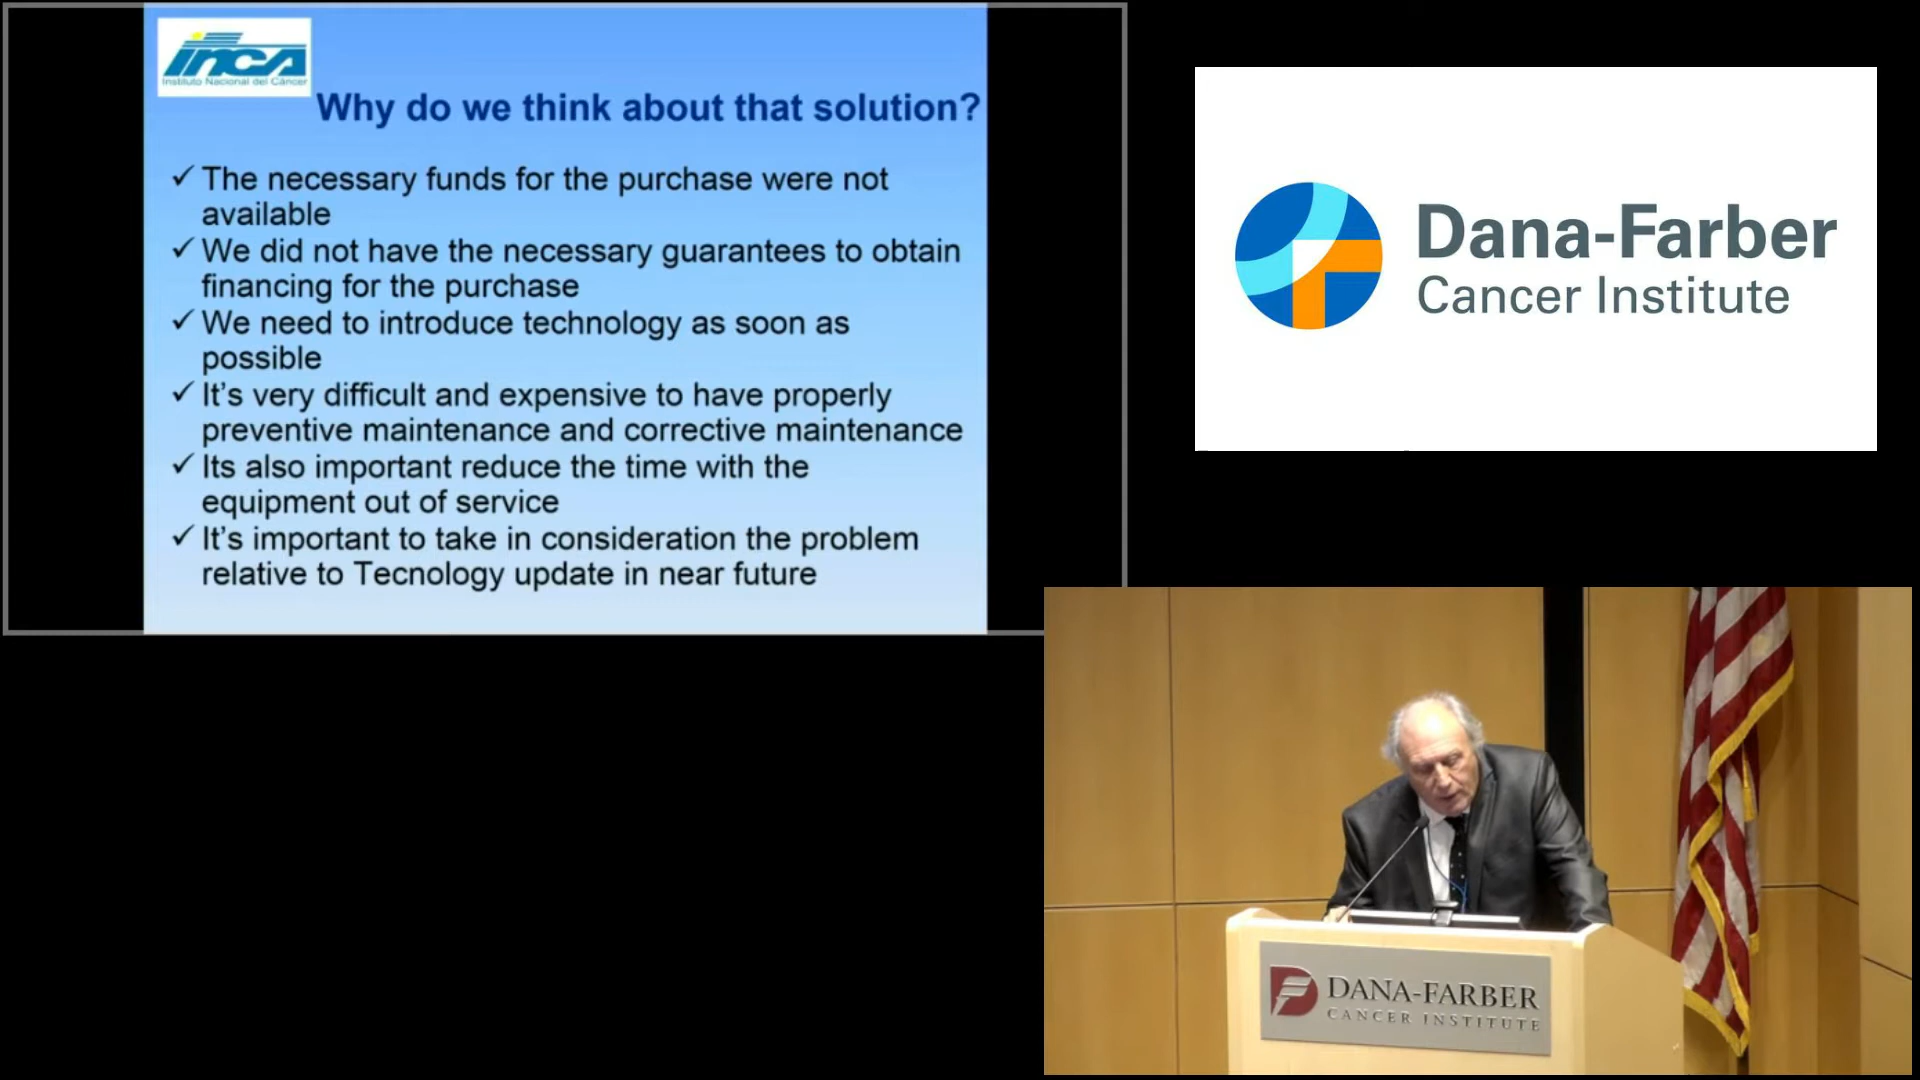 INCA
Instituto Nacional del Cáncer
Why do we think about that solution?
✓ The necessary funds for the purchase were not
available
✓ We did not have the necessary guarantees to obtain
financing for the purchase
✓ We need to introduce technology as soon as
possible
✓ It's very difficult and expensive to have properly
preventive maintenance and corrective maintenance
✓ Its also important reduce the time with the
equipment out of service
✓ It's important to take in consideration the problem
relative to Tecnology update in near future
Dana-Farber
Cancer Institute
DANA-FARBER
CANCER INSTITUTE